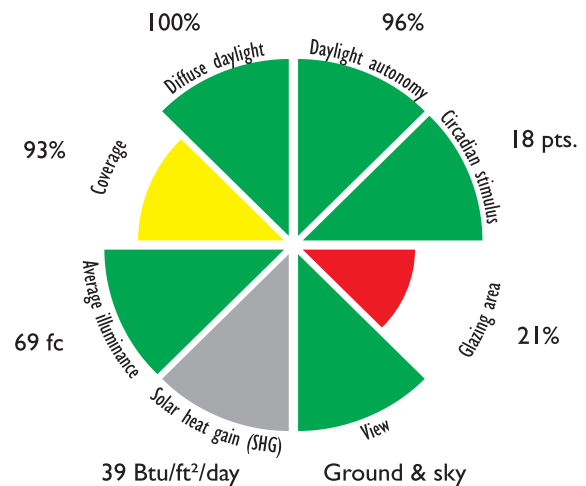 100%
96%
Diffuse daylight
Daylight autonomy
93%
Coverage
Circadian stimulus
18 pts.
69 fc
Average illuminance
Glazing area
21%
Solar heat gain (SHG)
View
39 Btu/ft²/day
Ground & sky